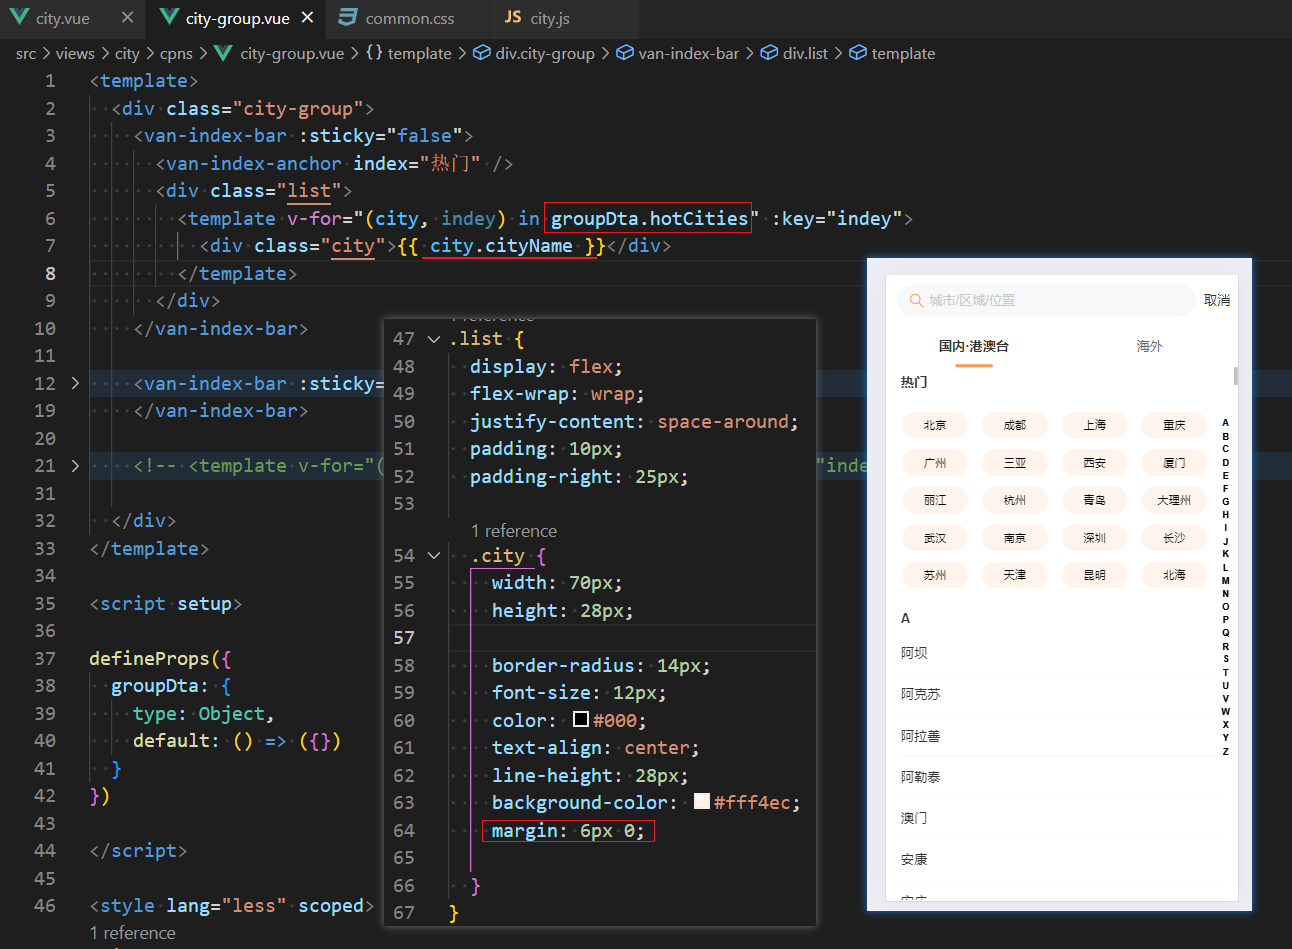 city.vue ×
city-group.vue ×
common.css
JS city.js
src > views > city > cpns > city-group.vue > {} template > div.city-group > van-index-bar > div.list > template
1 <template>
2 <div class="city-group">
3 <van-index-bar :sticky="false">
4 <van-index-anchor index="热门" />
5 <div class="list">
6 <template v-for="(city, indey) in groupDta.hotCities" :key="indey">
7 <div class="city">{{ city.cityName }}</div>
8 </template>
9 </div>
10 </van-index-bar>
11
12 <van-index-bar :sticky=
19 </van-index-bar>
20
21 <!-- <template v-for="( "inde
31
32 </div>
33 </template>
34
35 <script setup>
36
37 defineProps({
38 groupDta: {
39 type: Object,
40 default: () => ({})
41 }
42 })
43
44 </script>
45
46 <style lang="less" scoped>
1 reference
47 .list {
48 display: flex;
49 flex-wrap: wrap;
50 justify-content: space-around;
51 padding: 10px;
52 padding-right: 25px;
53
1 reference
54 .city {
55 width: 70px;
56 height: 28px;
57
58 border-radius: 14px;
59 font-size: 12px;
60 color: #000;
61 text-align: center;
62 line-height: 28px;
63 background-color: #fff4ec;
64 margin: 6px 0;
65
66 }
67 }
城市/区域/位置 取消
国内·港澳台 海外
热门
北京 成都 上海 重庆
广州 三亚 西安 厦门
丽江 杭州 青岛 大理州
武汉 南京 深圳 长沙
苏州 天津 昆明 北海
A
阿坝
阿克苏
阿拉善
阿勒泰
澳门
安康
A
B
C
D
E
F
G
H
I
J
K
L
M
N
O
P
Q
R
S
T
U
V
W
X
Y
Z